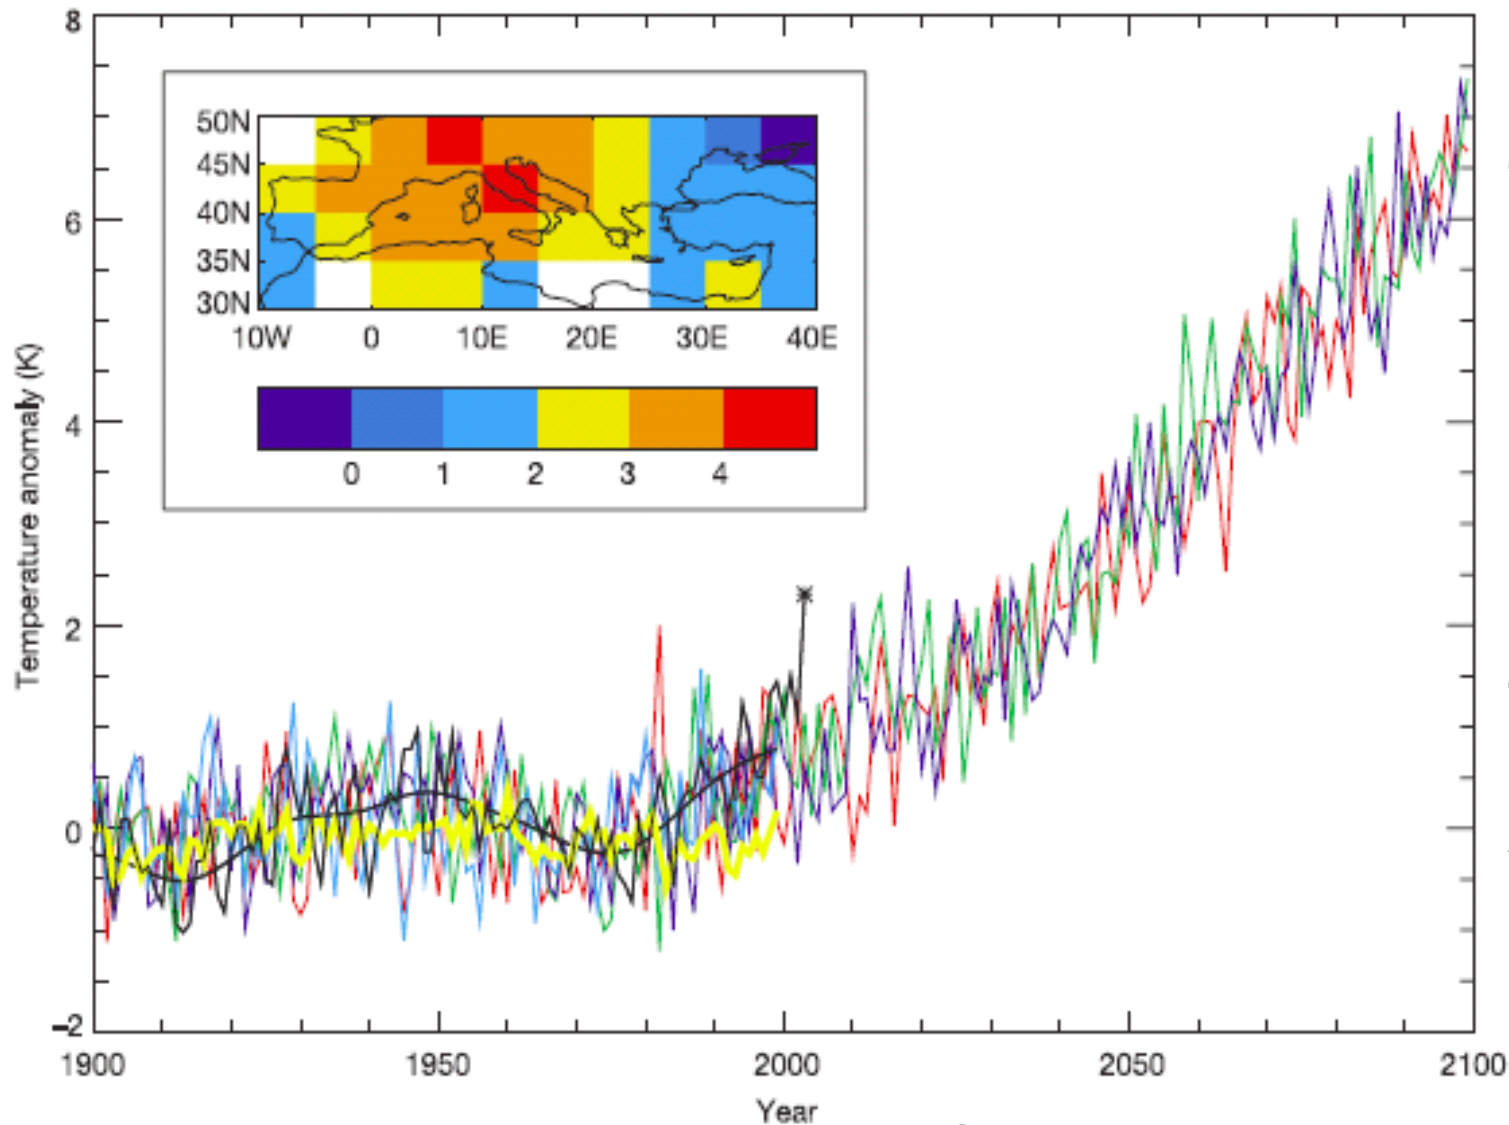 8
6
4
2
0
−2
Temperature anomaly (K)
50N
45N
40N
35N
30N
10W 0 10E 20E 30E 40E
0 1 2 3 4
1900 1950 2000 2050 2100
Year